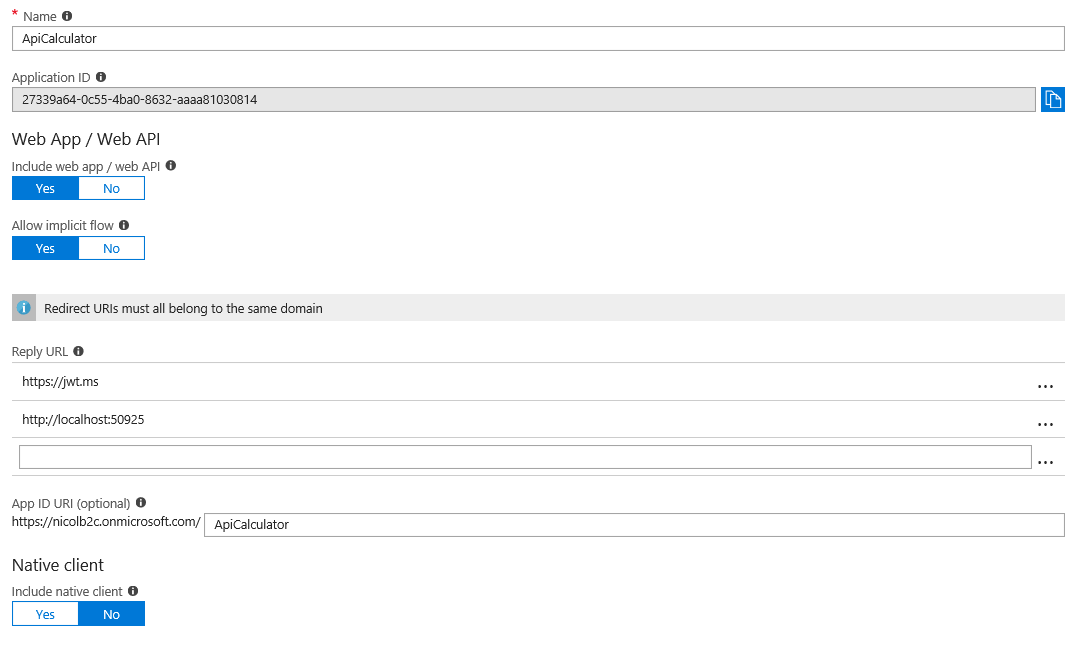 * Name
ApiCalculator
Application ID
27339a64-0c55-4ba0-8632-aaaa81030814
Web App / Web API
Include web app / web API
Yes No
Allow implicit flow
Yes No
Redirect URIs must all belong to the same domain
Reply URL
https://jwt.ms ...
http://localhost:50925 ...
...
App ID URI (optional)
https://nicolb2c.onmicrosoft.com/ ApiCalculator
Native client
Include native client
Yes No